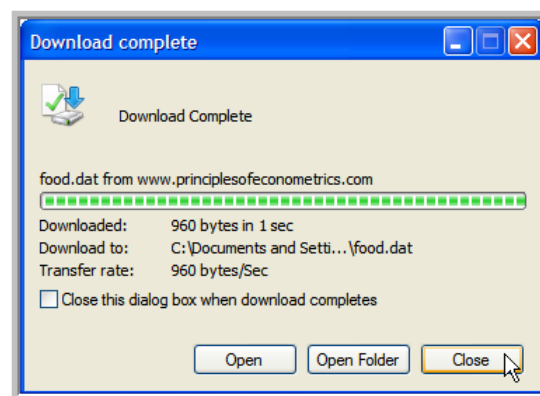 Download complete
Download Complete
food.dat from www.principlesofeconometrics.com
Downloaded: 960 bytes in 1 sec
Download to: C:\Documents and Setti...\food.dat
Transfer rate: 960 bytes/Sec
Close this dialog box when download completes
Open Open Folder Close